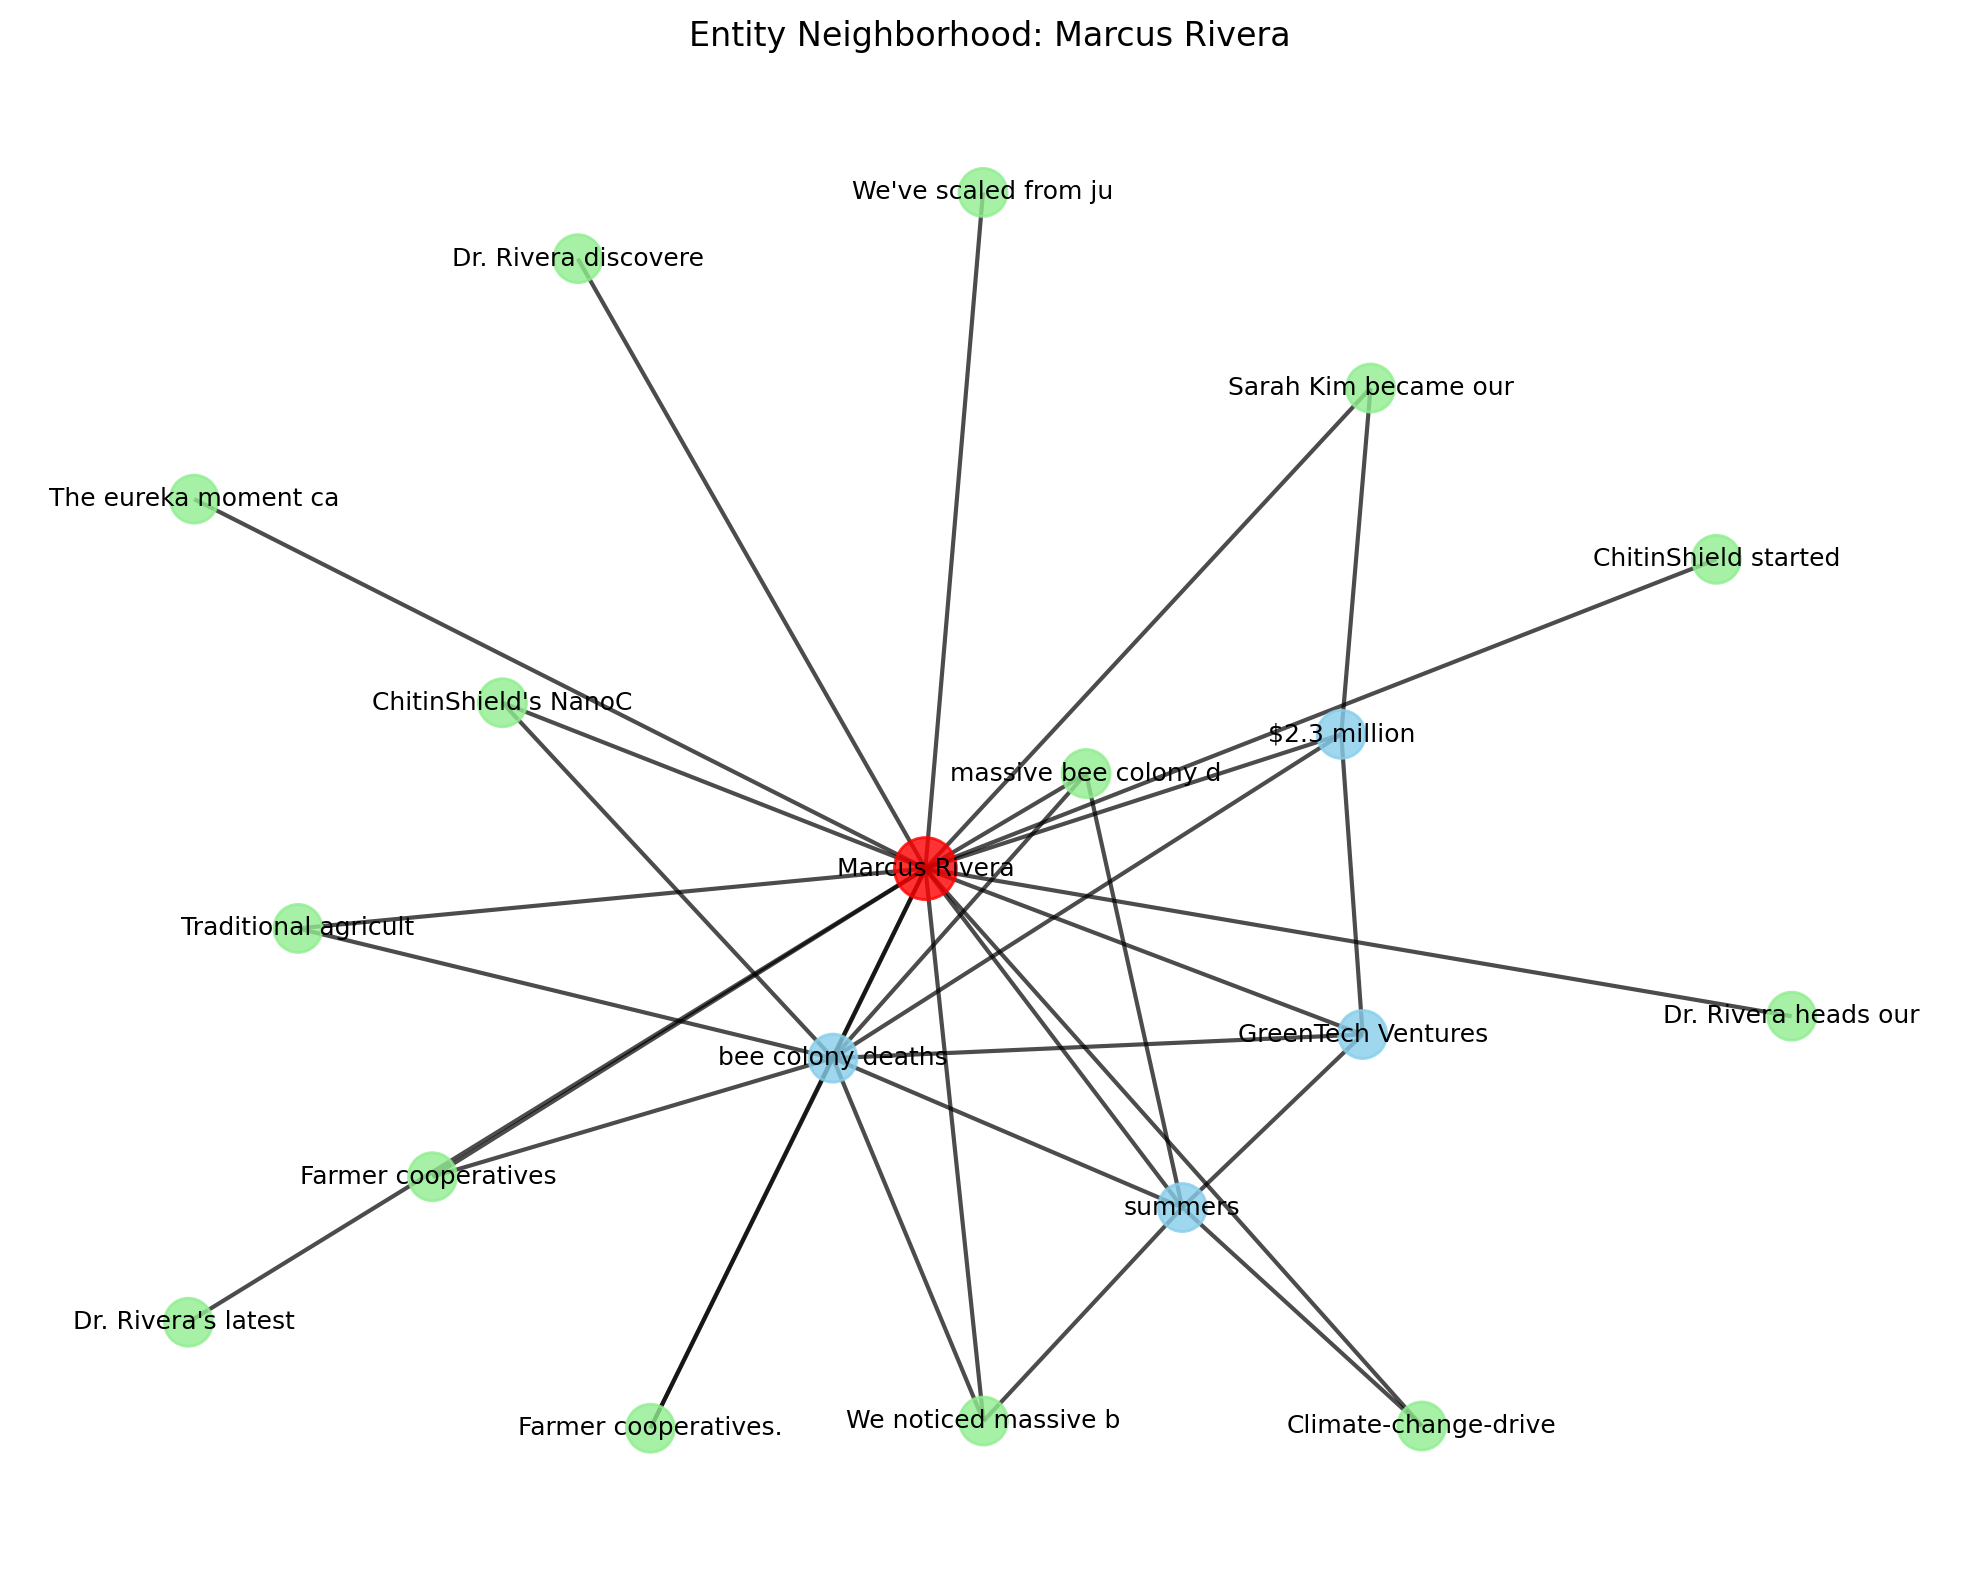 Entity Neighborhood: Marcus Rivera
We've scaled from ju
Dr. Rivera discovere
Sarah Kim became our
The eureka moment ca
ChitinShield started
ChitinShield's NanoC
$2.3 million
massive bee colony d
Marcus Rivera
Traditional agricult
Dr. Rivera heads our
GreenTech Ventures
bee colony deaths
Farmer cooperatives
summers
Dr. Rivera's latest
We noticed massive b
Climate-change-drive
Farmer cooperatives.